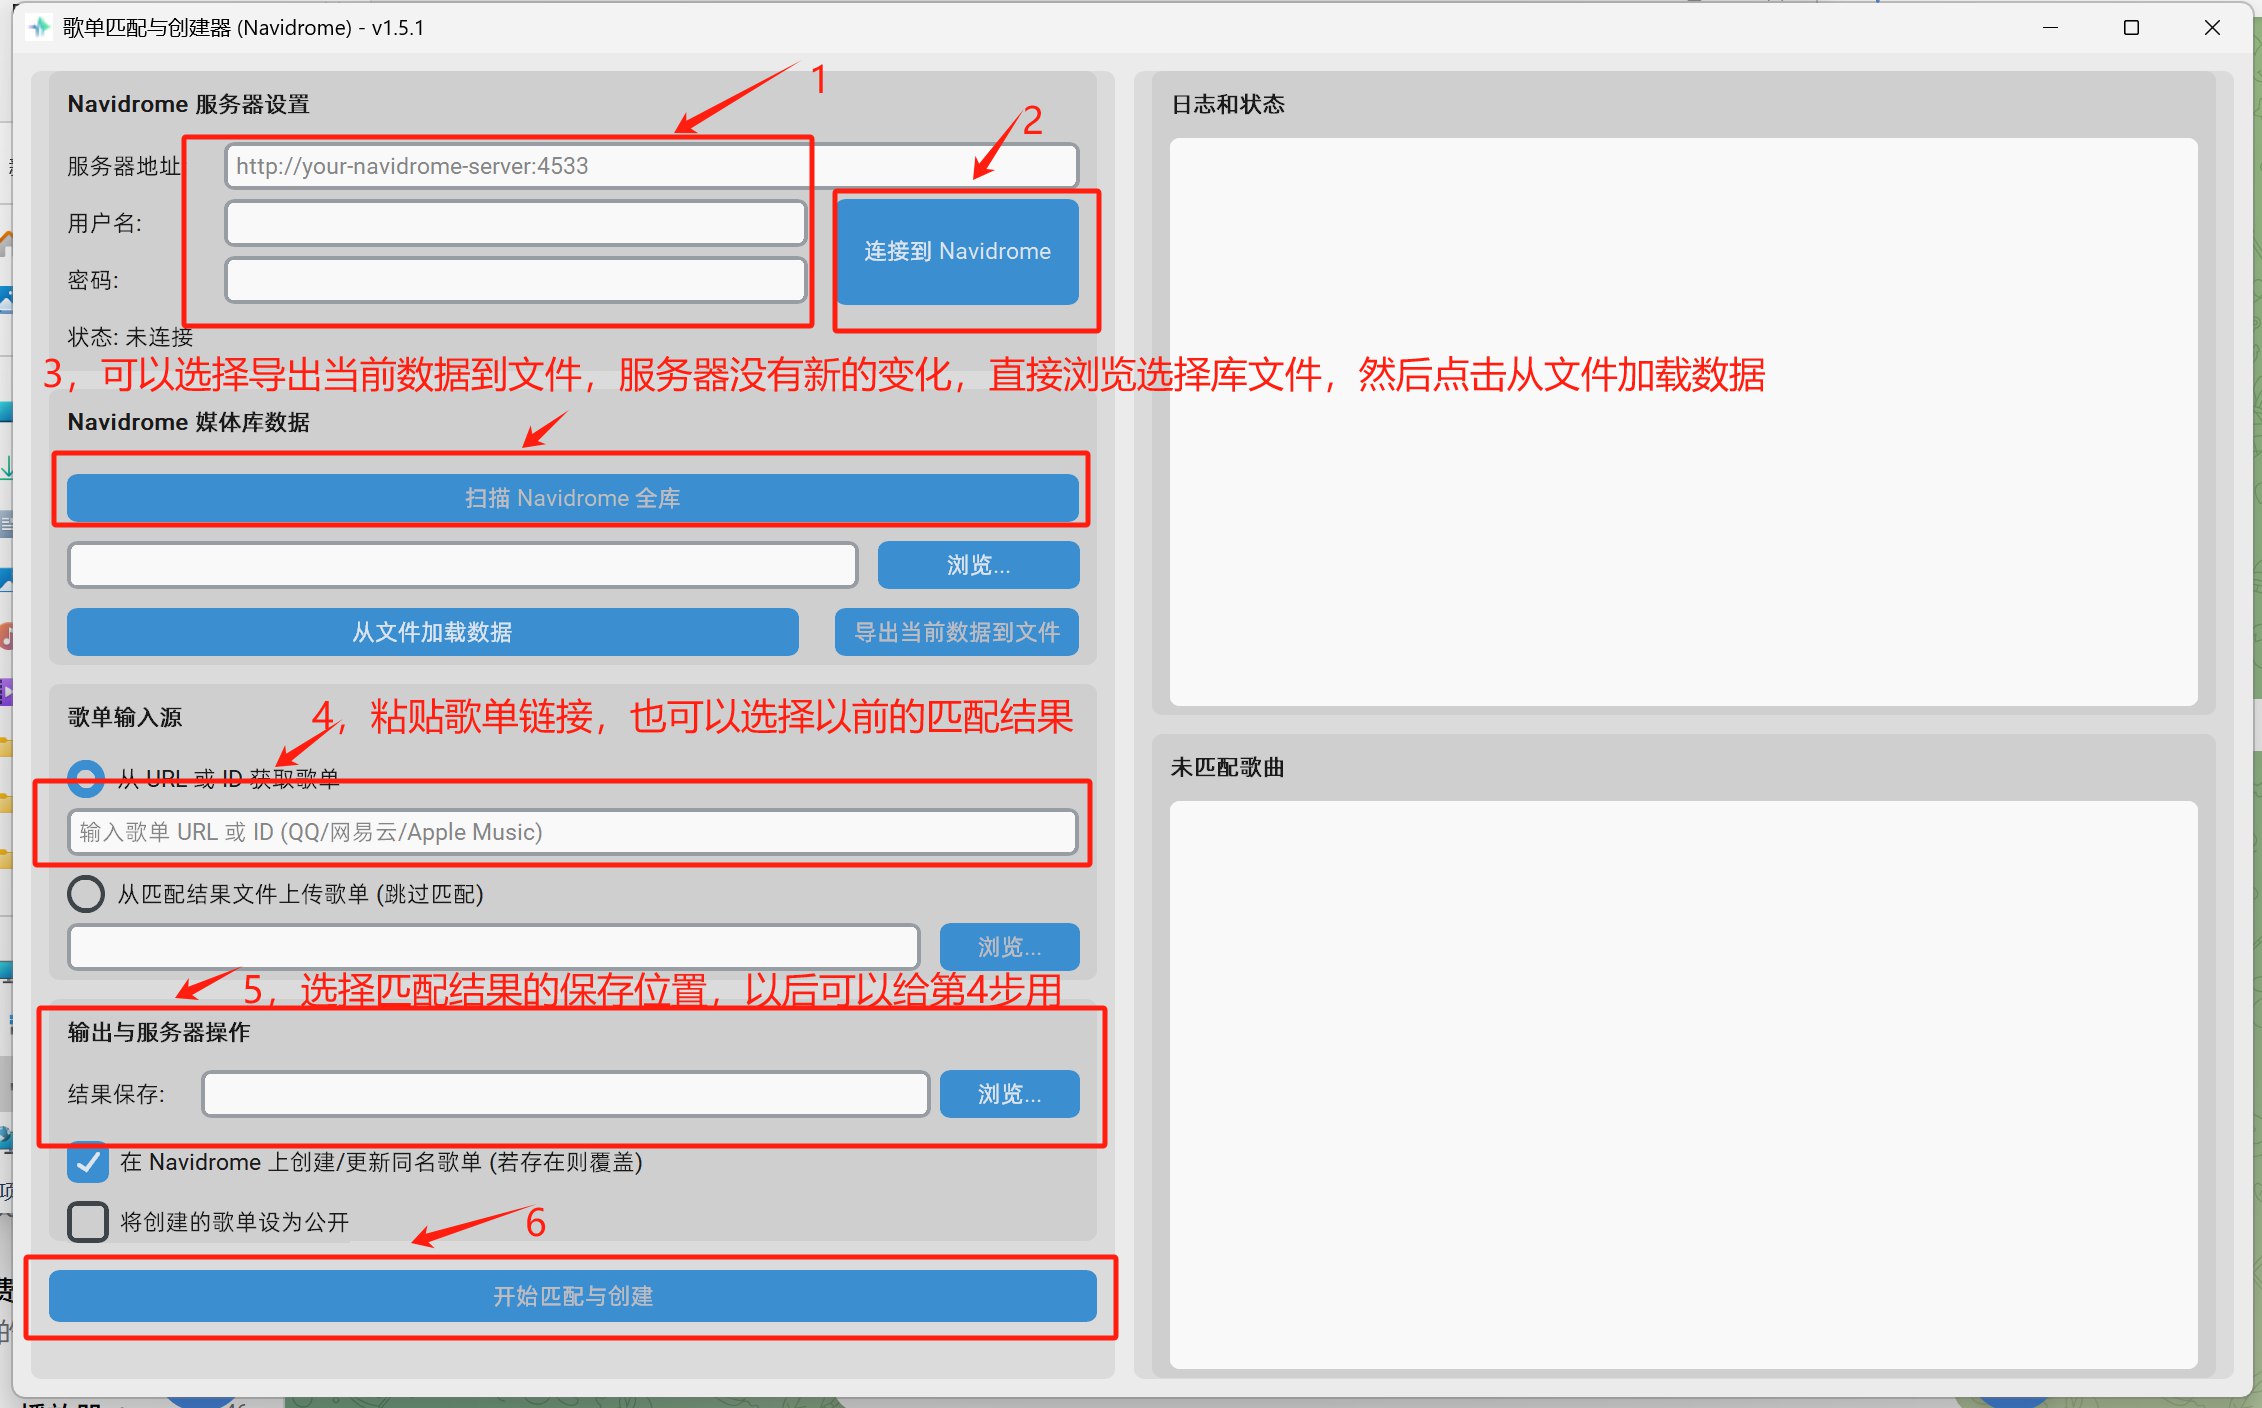 歌单匹配与创建器 (Navidrome) - v1.5.1
1
Navidrome 服务器设置
2
服务器地址
http://your-navidrome-server:4533
用户名:
连接到 Navidrome
密码:
状态: 未连接
3，可以选择导出当前数据到文件，服务器没有新的变化，直接浏览选择库文件，然后点击从文件加载数据
Navidrome 媒体库数据
扫描 Navidrome 全库
浏览...
从文件加载数据
导出当前数据到文件
歌单输入源
4，粘贴歌单链接，也可以选择以前的匹配结果
从 URL 或 ID 获取歌单
输入歌单 URL 或 ID (QQ/网易云/Apple Music)
从匹配结果文件上传歌单 (跳过匹配)
浏览...
5，选择匹配结果的保存位置，以后可以给第4步用
输出与服务器操作
结果保存:
浏览...
在 Navidrome 上创建/更新同名歌单 (若存在则覆盖)
将创建的歌单设为公开
6
开始匹配与创建
日志和状态
未匹配歌曲